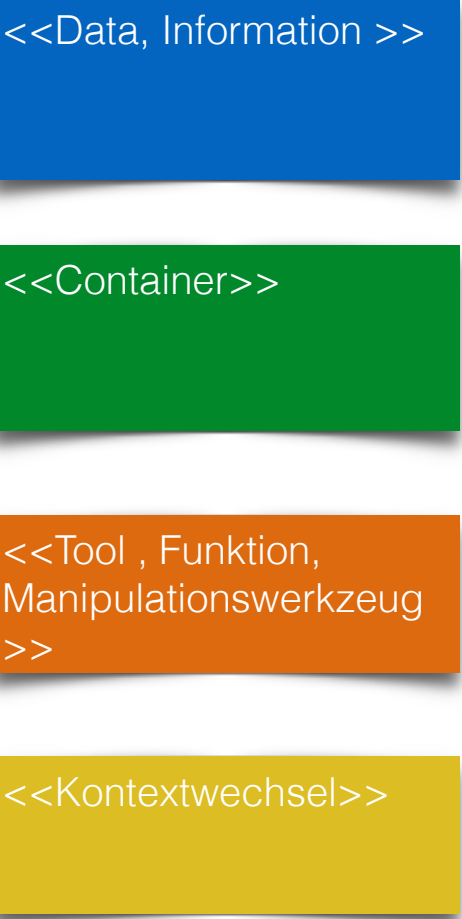 <<Data, Information >>
<<Container>>
<<Tool , Funktion,
Manipulationswerkzeug
>>
<<Kontextwechsel>>